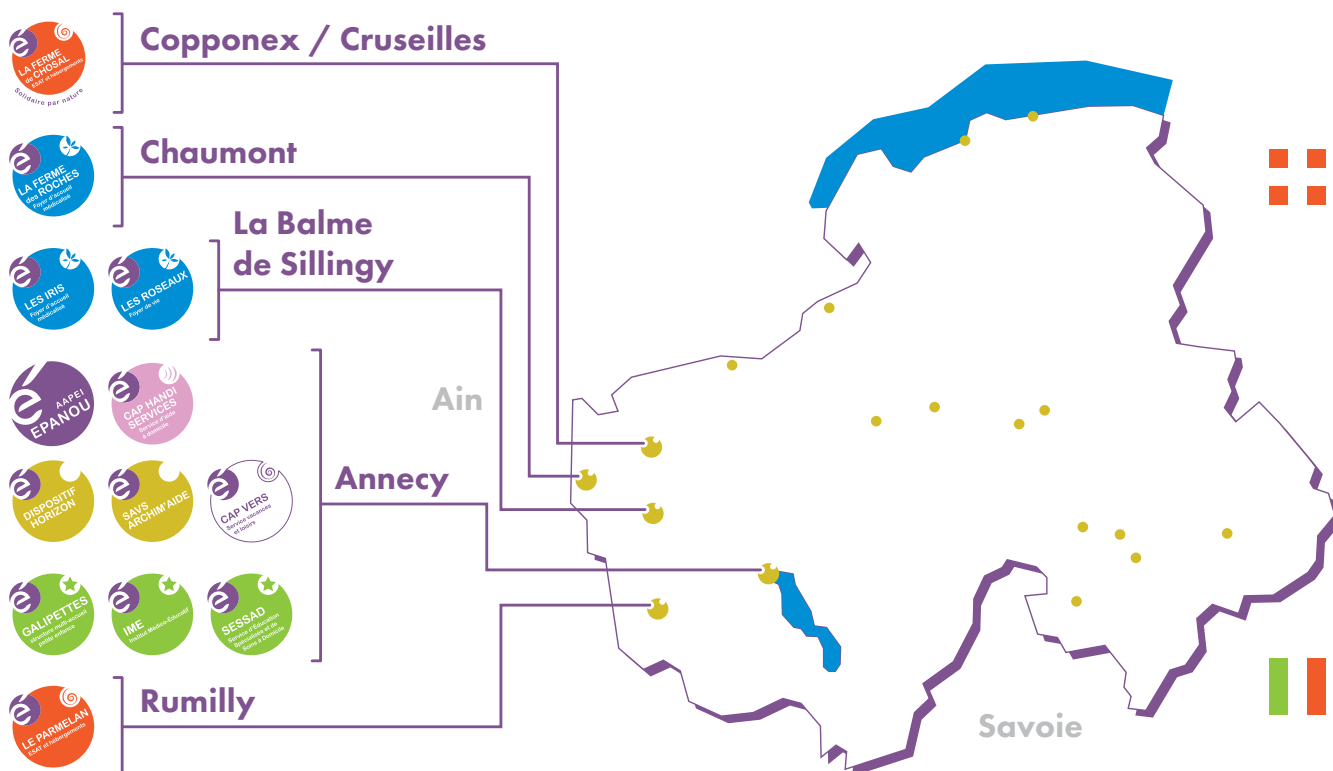 é
LA FERME
de CHOSAL
ESAT et hébergements
Solidaire par nature
Copponex / Cruseilles
é
LA FERME
des ROCHES
Foyer d'accueil
médicalisé
Chaumont
é
LES IRIS
Foyer d'accueil
médicalisé
é
LES ROSEAUX
Foyer de vie
La Balme
de Sillingy
é
AAPEI
EPANOU
é
CAP HANDI
SERVICES
Service d'aide
à domicile
é
DISPOSITIF
HORIZON
é
SAVS
ARCHIM'AIDE
é
CAP VERS
Service vacances
et loisirs
é
GALIPETTES
structure multi-accueil
petite enfance
é
IME
Institut Médico-Éducatif
é
SESSAD
Service d'Éducation
Spécialisée et de
Soins à Domicile
Annecy
é
LE PARMELAN
ESAT et hébergements
Rumilly
Ain
Savoie